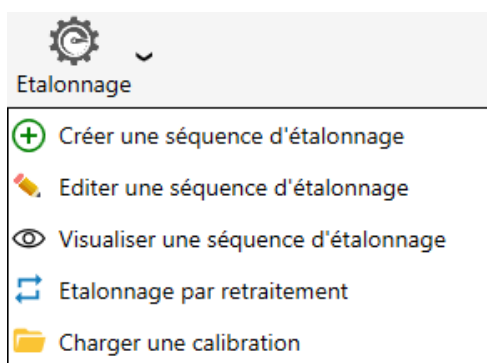 Etalonnage
Créer une séquence d'étalonnage
Editer une séquence d'étalonnage
Visualiser une séquence d'étalonnage
Etalonnage par retraitement
Charger une calibration